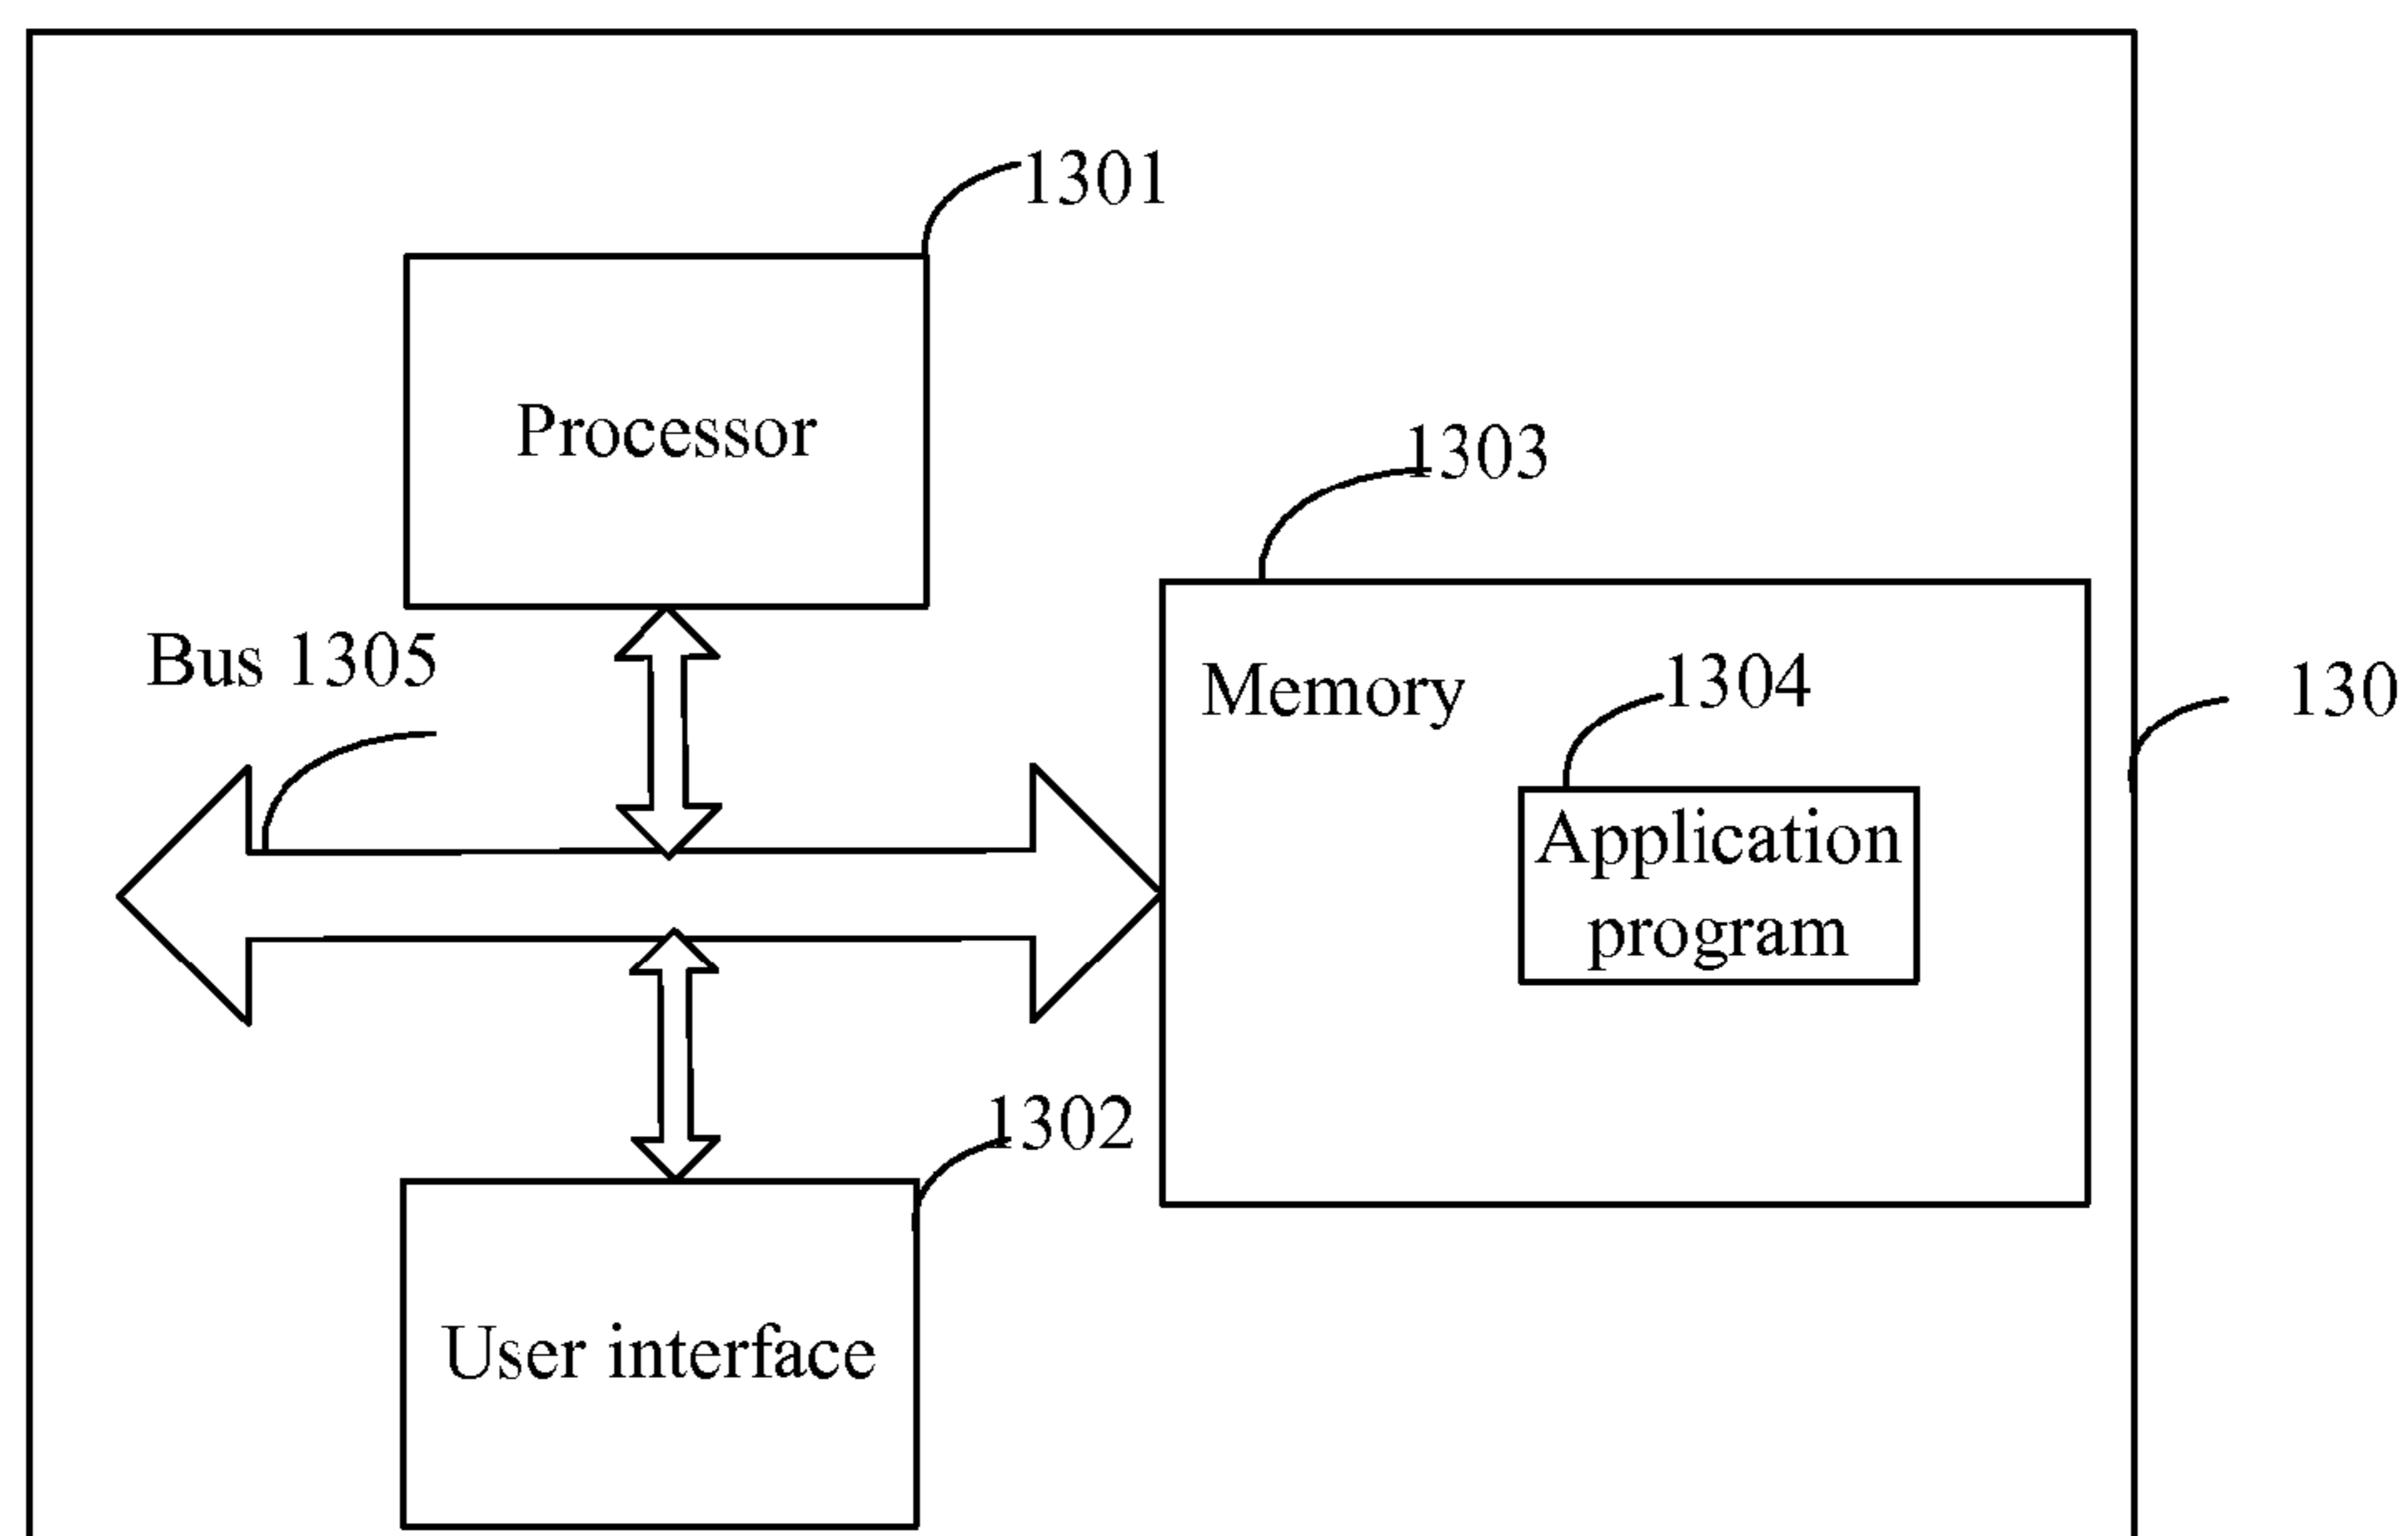 1301
Processor
1303
Bus 1305
Memory
1304
130
Application
program
1302
User interface